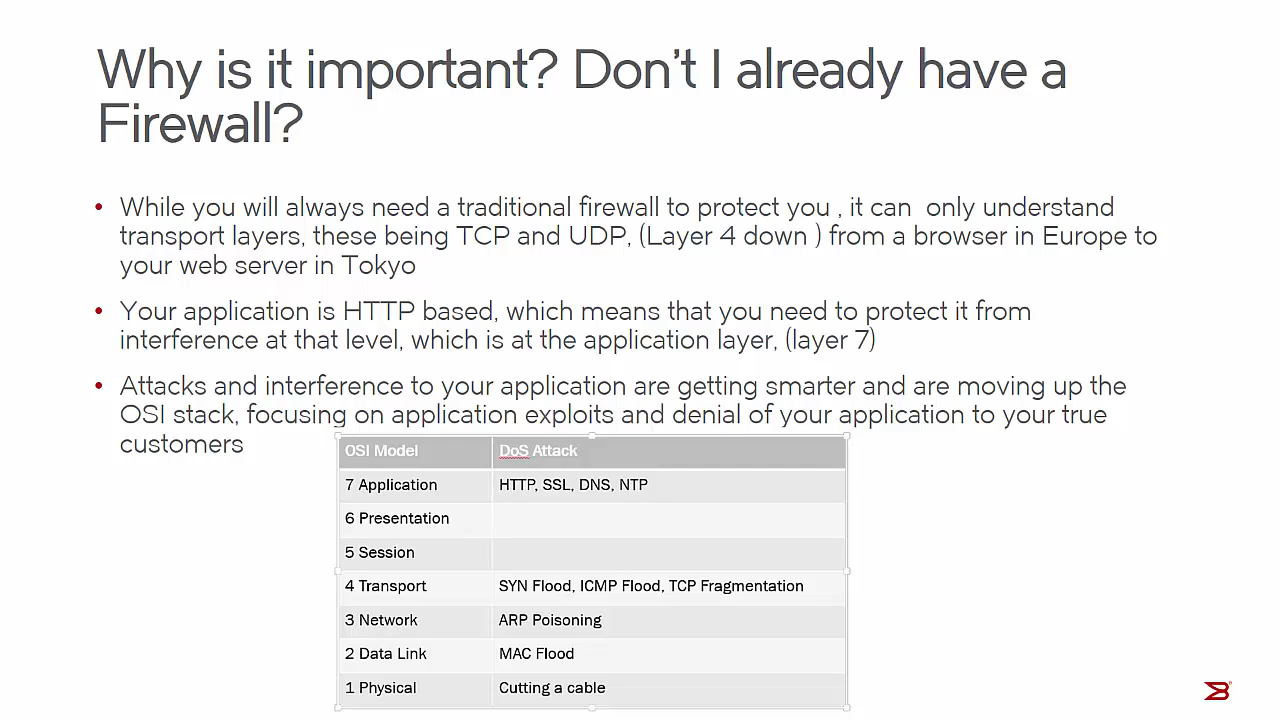 Why is it important? Don't I already have a
Firewall?
• While you will always need a traditional firewall to protect you , it can  only understand
transport layers, these being TCP and UDP, (Layer 4 down ) from a browser in Europe to
your web server in Tokyo
• Your application is HTTP based, which means that you need to protect it from
interference at that level, which is at the application layer, (layer 7)
• Attacks and interference to your application are getting smarter and are moving up the
OSI stack, focusing on application exploits and denial of your application to your true
customers
OSI Model DoS Attack
7 Application HTTP, SSL, DNS, NTP
6 Presentation
5 Session
4 Transport SYN Flood, ICMP Flood, TCP Fragmentation
3 Network ARP Poisoning
2 Data Link MAC Flood
1 Physical Cutting a cable